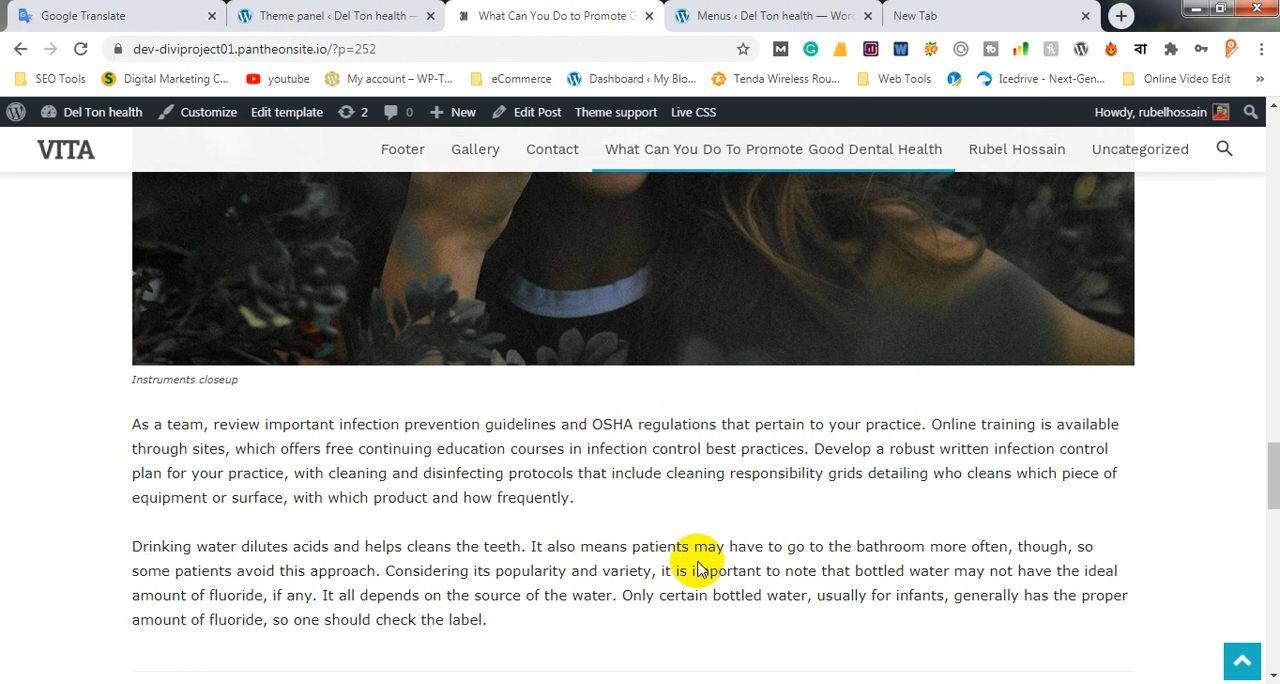 Google Translate
Theme panel ‹ Del Ton health —
What Can You Do to Promote G
Menus ‹ Del Ton health — Wor
New Tab
dev-diviproject01.pantheonsite.io/?p=252
SEO Tools
Digital Marketing C...
youtube
My account – WP-T...
eCommerce
Dashboard ‹ My Blo...
Tenda Wireless Rou...
Web Tools
Icedrive - Next-Gen...
Online Video Edit
Del Ton health
Customize
Edit template
2
0
New
Edit Post
Theme support
Live CSS
Howdy, rubelhossain
VITA
Footer
Gallery
Contact
What Can You Do To Promote Good Dental Health
Rubel Hossain
Uncategorized
Instruments closeup
As a team, review important infection prevention guidelines and OSHA regulations that pertain to your practice. Online training is available
through sites, which offers free continuing education courses in infection control best practices. Develop a robust written infection control
plan for your practice, with cleaning and disinfecting protocols that include cleaning responsibility grids detailing who cleans which piece of
equipment or surface, with which product and how frequently.
Drinking water dilutes acids and helps cleans the teeth. It also means patients may have to go to the bathroom more often, though, so
some patients avoid this approach. Considering its popularity and variety, it is important to note that bottled water may not have the ideal
amount of fluoride, if any. It all depends on the source of the water. Only certain bottled water, usually for infants, generally has the proper
amount of fluoride, so one should check the label.